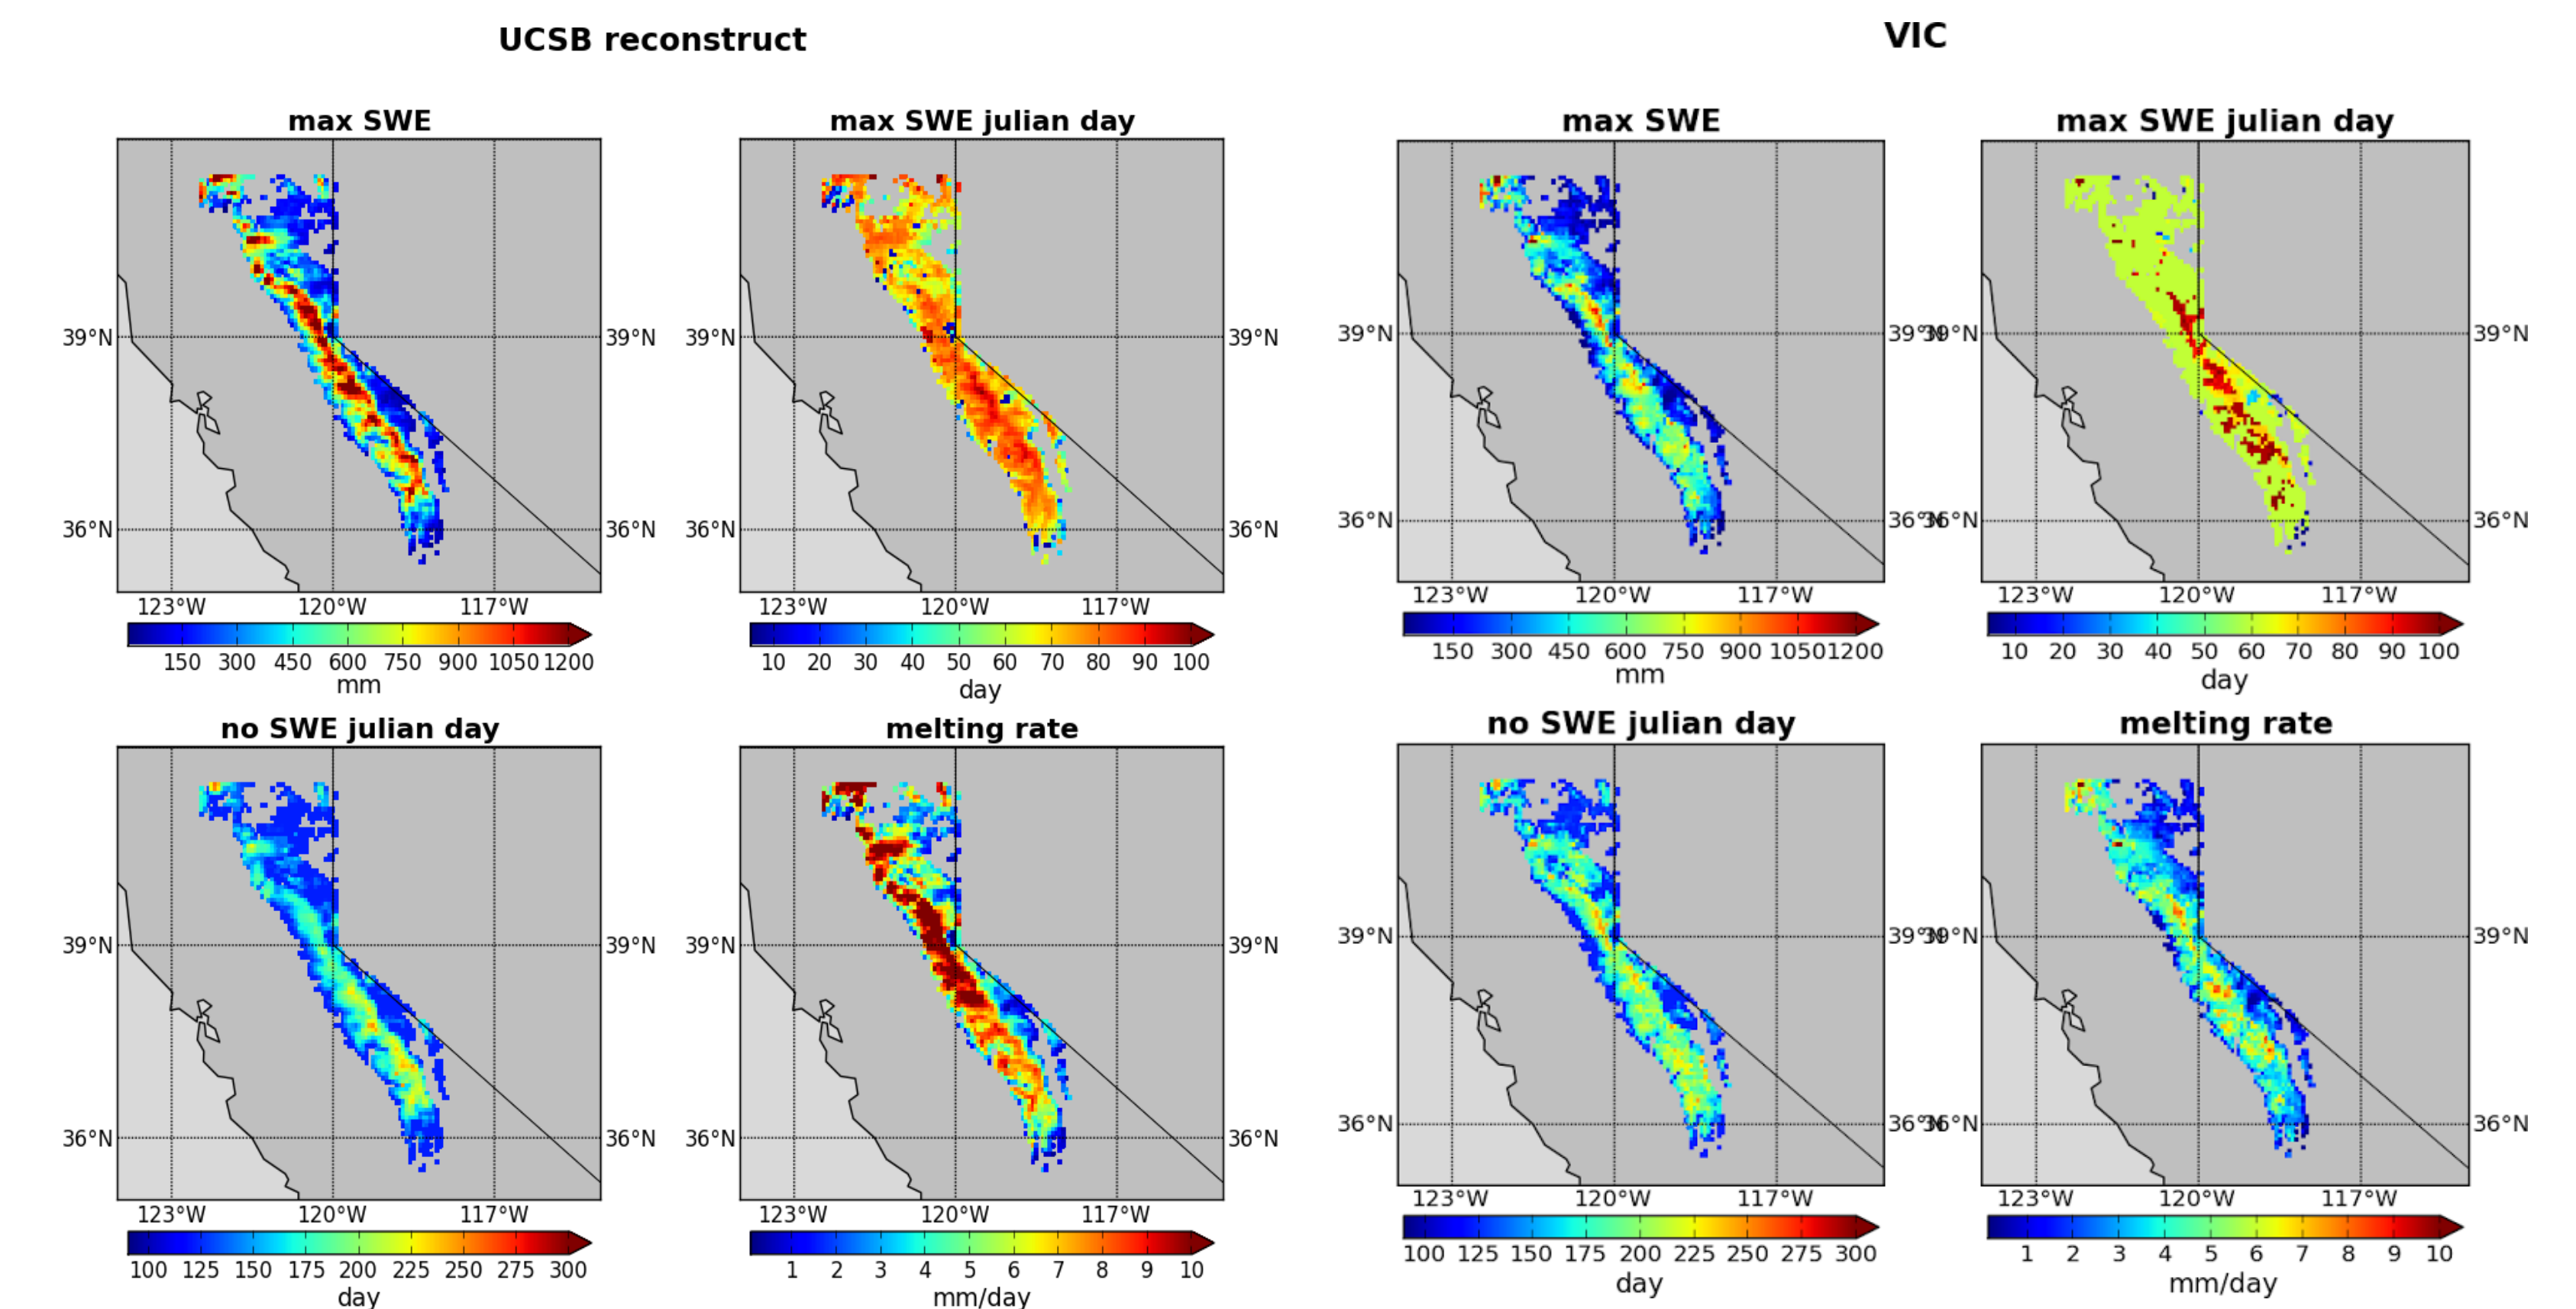 UCSB reconstruct VIC
max SWE max SWE julian day max SWE max SWE julian day
39°N 39°N 39°N 39°N 39°N 39°N 39°N 39°N
36°N 36°N 36°N 36°N 36°N 36°N 36°N 36°N
123°W 120°W 117°W 123°W 120°W 117°W 123°W 120°W 117°W 123°W 120°W 117°W
150 300 450 600 750 900 1050 1200 10 20 30 40 50 60 70 80 90 100 150 300 450 600 750 900 1050 1200 10 20 30 40 50 60 70 80 90 100
mm day mm day
no SWE julian day melting rate no SWE julian day melting rate
39°N 39°N 39°N 39°N 39°N 39°N 39°N 39°N
36°N 36°N 36°N 36°N 36°N 36°N 36°N 36°N
123°W 120°W 117°W 123°W 120°W 117°W 123°W 120°W 117°W 123°W 120°W 117°W
100 125 150 175 200 225 250 275 300 1 2 3 4 5 6 7 8 9 10 100 125 150 175 200 225 250 275 300 1 2 3 4 5 6 7 8 9 10
day mm/day day mm/day